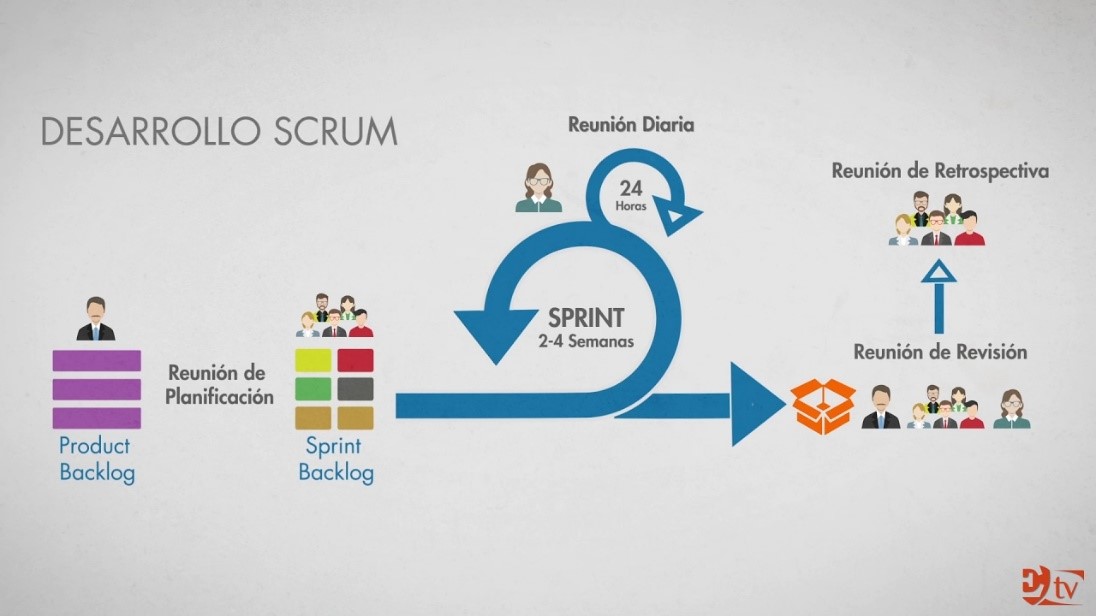 DESARROLLO SCRUM
Reunión Diaria
24
Horas
Reunión de Retrospectiva
SPRINT
2-4 Semanas
Reunión de Revisión
Reunión de
Planificación
Product
Backlog
Sprint
Backlog
E tv